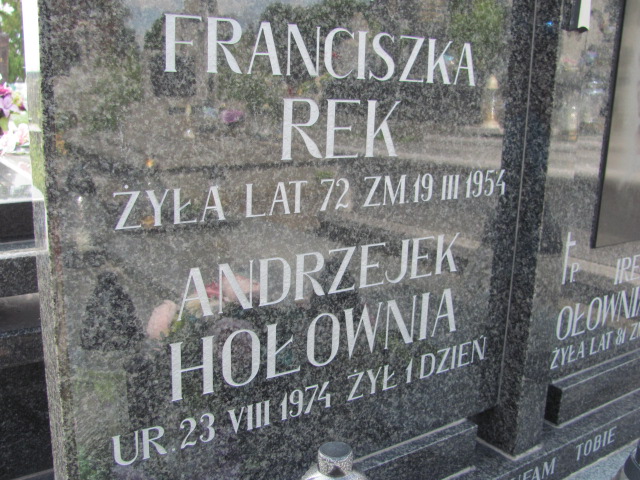 FRANCISZKA
REK
ŻYŁA LAT 72 ZM. 19 III 1954
ANDRZEJEK
HOŁOWNIA
UR. 23 VIII 1974 ŻYŁ 1 DZIEŃ
ŻYŁA LAT 81
TOBIE